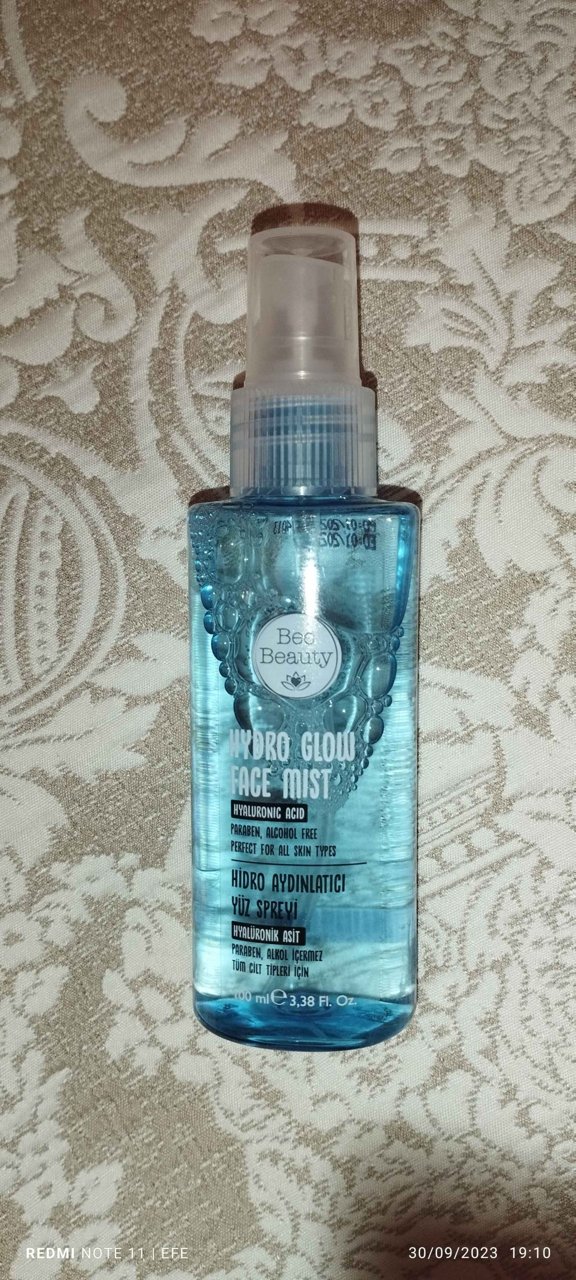 Bee
Beauty
HYDRO GLOW
FACE MIST
HYALURONIC ACID
PARABEN, ALCOHOL FREE
PERFECT FOR ALL SKIN TYPES
HİDRO AYDINLATICI
YÜZ SPREYİ
HYALÜRONİK ASİT
PARABEN, ALKOL İÇERMEZ
TÜM CİLT TİPLERİ İÇİN
100 ml℮3,38 Fl. Oz.
REDMI NOTE 11 | EFE
30/09/2023 19:10